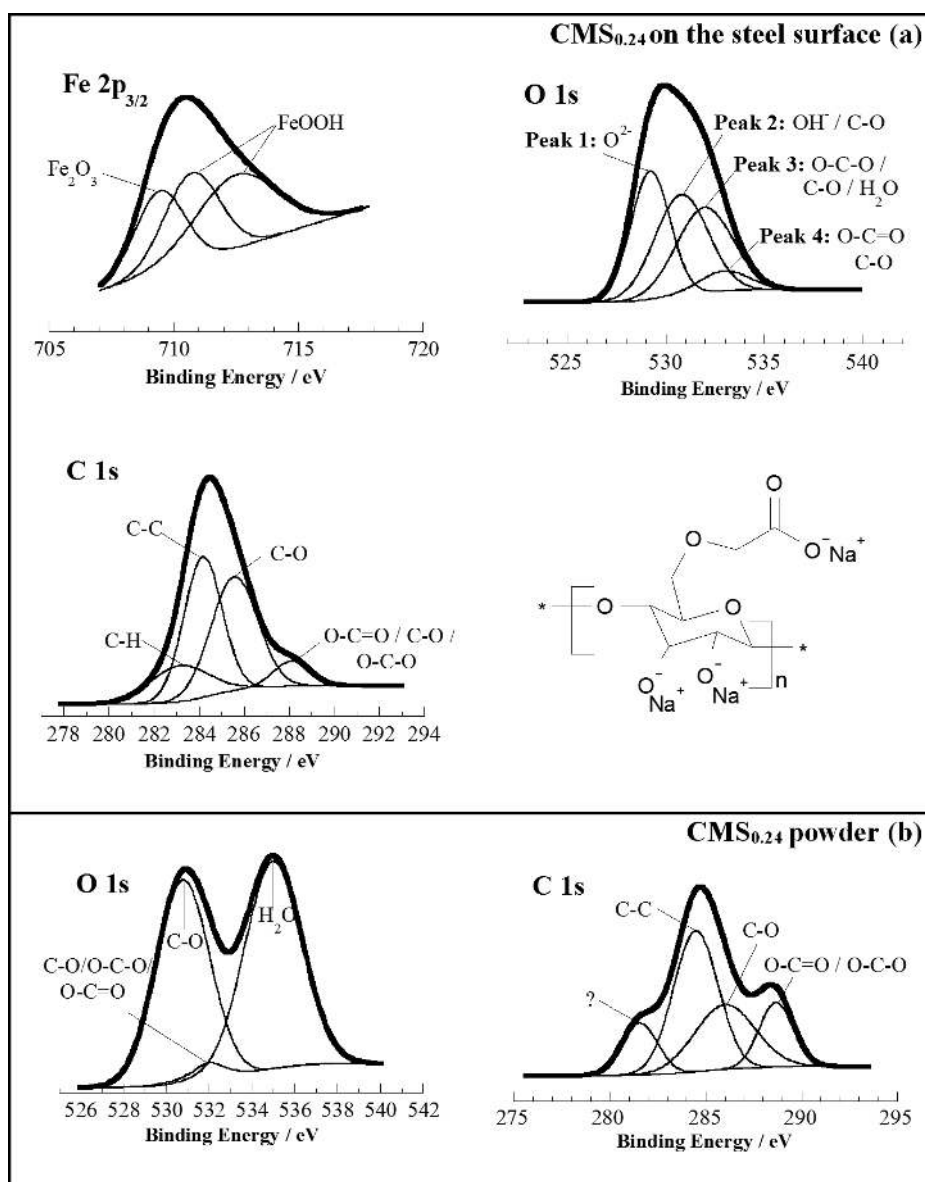 CMS0.24 on the steel surface (a)
Fe 2p3/2
FeOOH
Fe2O3
705 710 715 720
Binding Energy / eV
O 1s
Peak 1: O2-
Peak 2: OH- / C-O
Peak 3: O-C-O /
C-O / H2O
Peak 4: O-C=O
C-O
525 530 535 540
Binding Energy / eV
C 1s
C-C
C-O
C-H
O-C=O / C-O /
O-C-O
278 280 282 284 286 288 290 292 294
Binding Energy / eV
O
O
O- Na+
* O O *
n
O- Na+
O- Na+
CMS0.24 powder (b)
O 1s
H2O
C-O
C-O/O-C-O/
O-C=O
526 528 530 532 534 536 538 540 542
Binding Energy / eV
C 1s
C-C
C-O
O-C=O / O-C-O
?
275 280 285 290 295
Binding Energy / eV